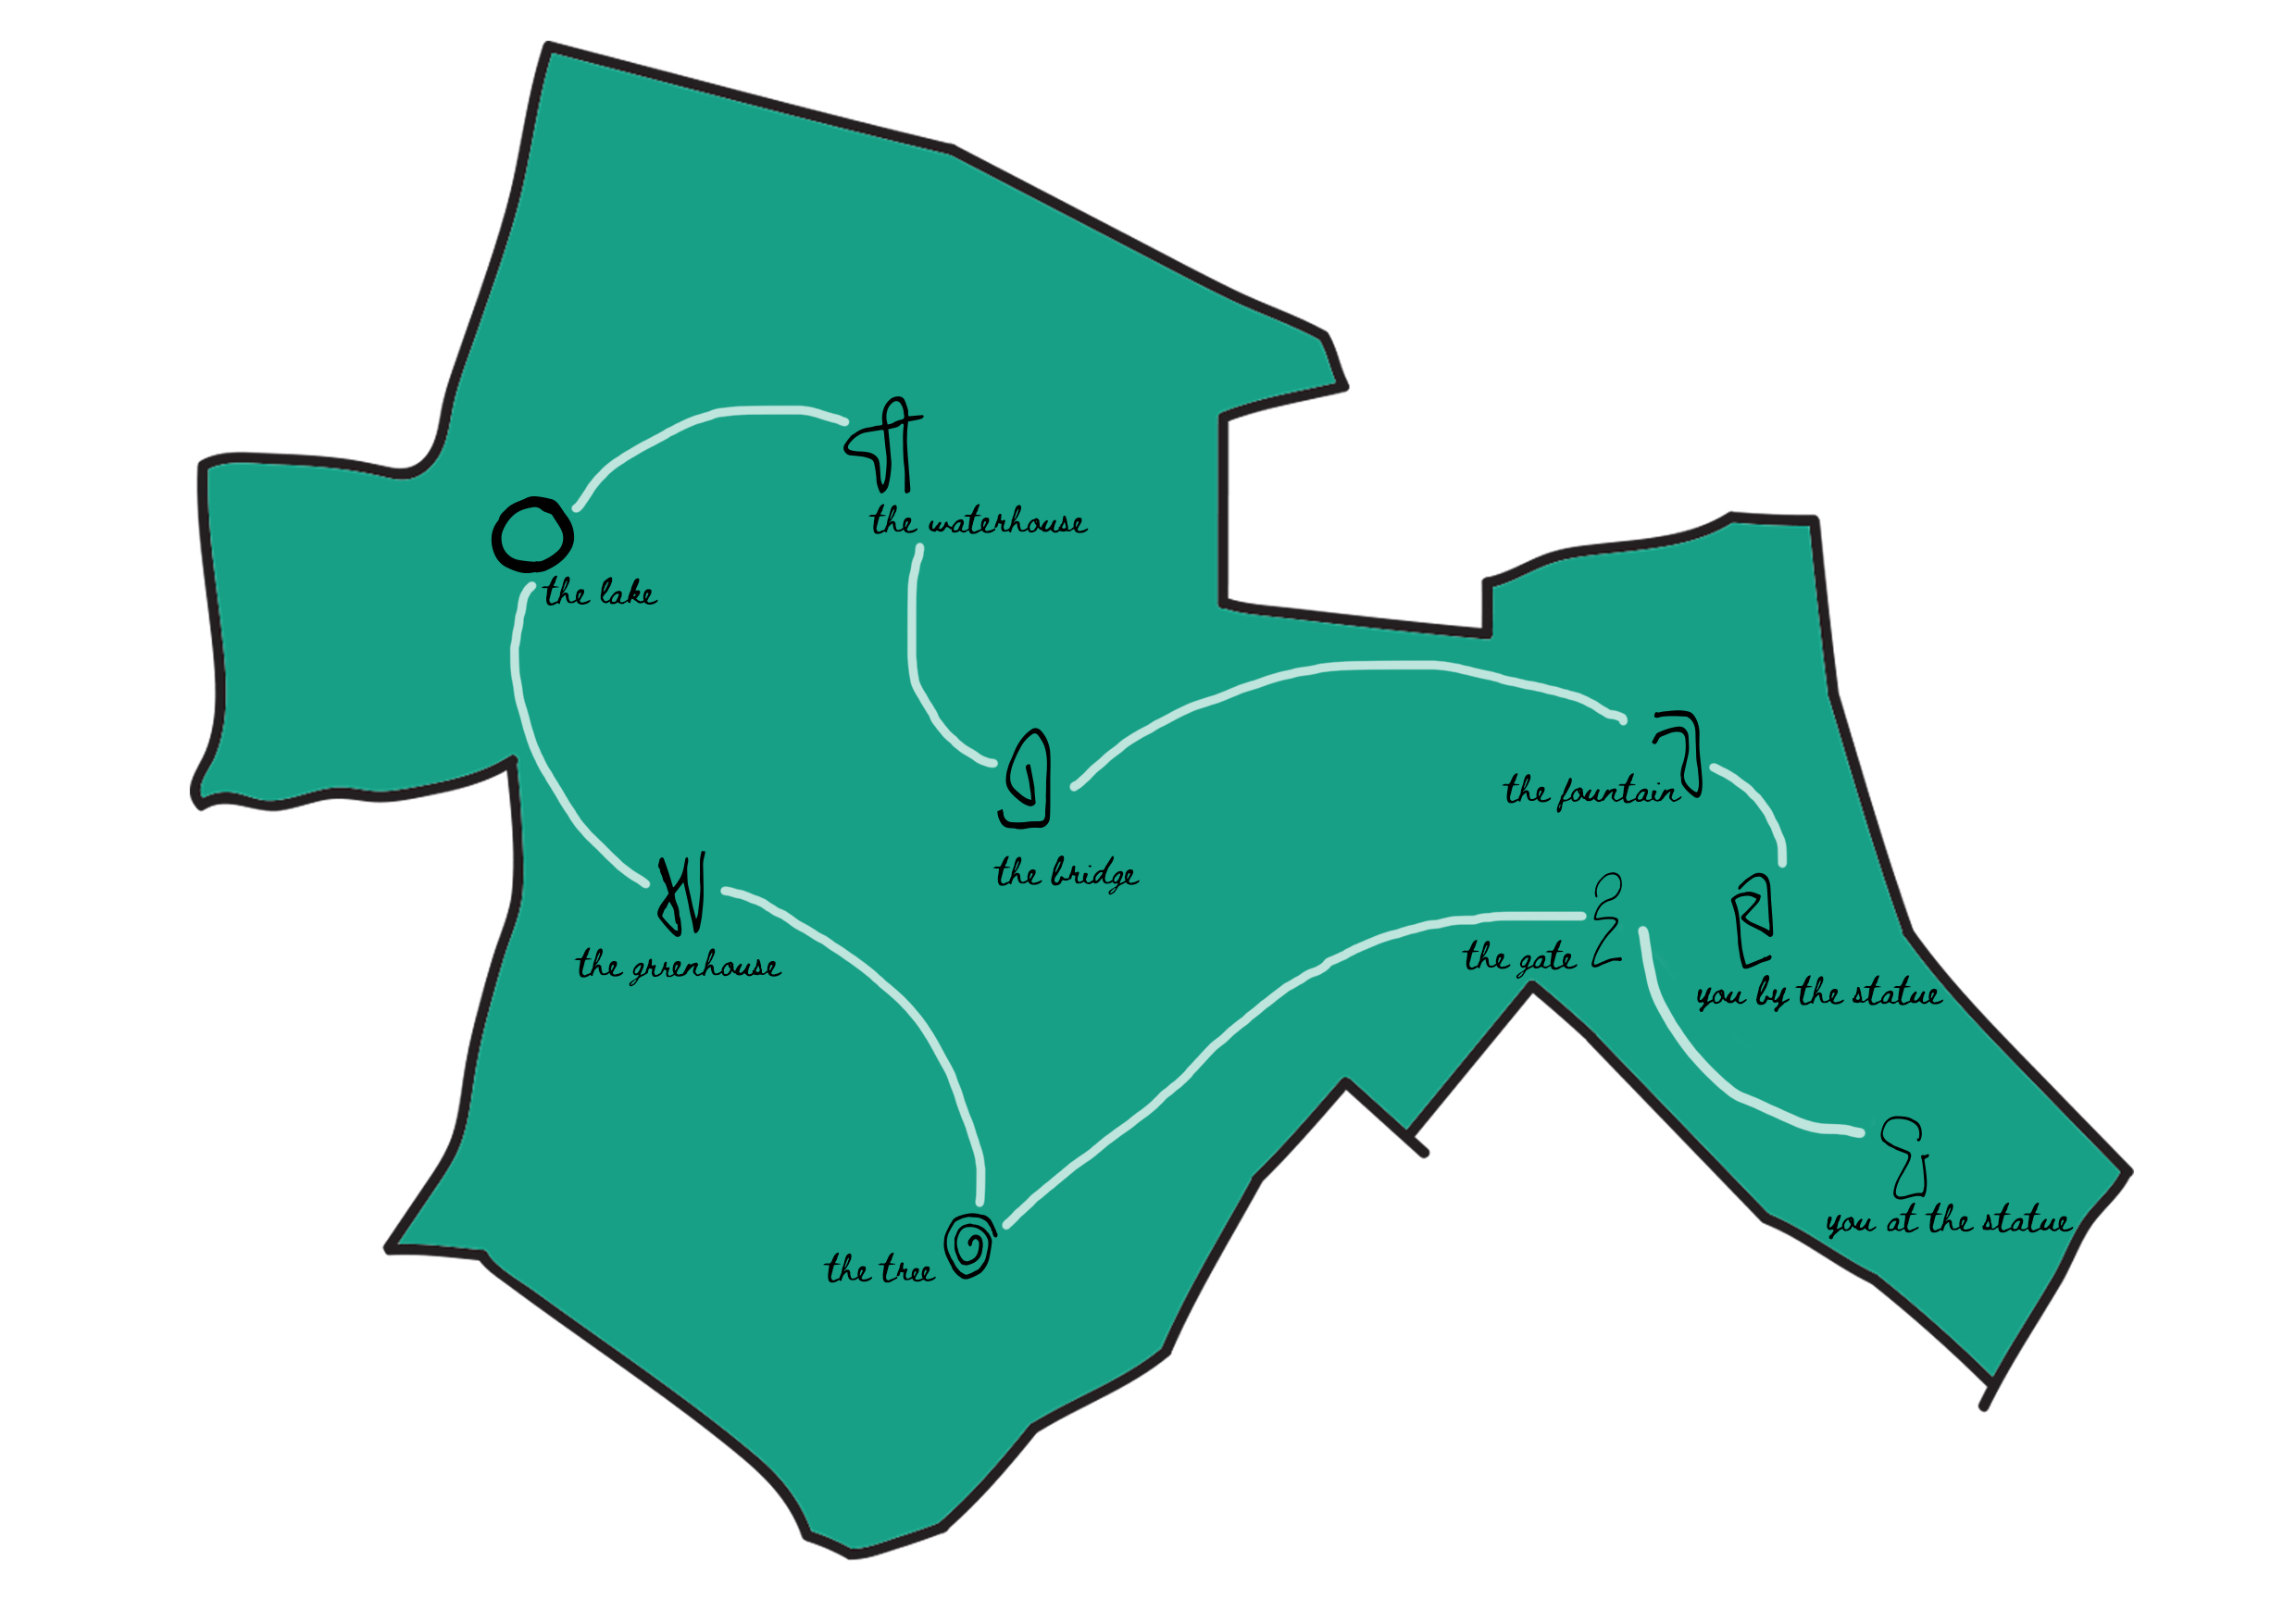 the waterhouse
the lake
the fountain
the bridge
the gate
the greenhouse
you by the statue
you at the statue
the tree